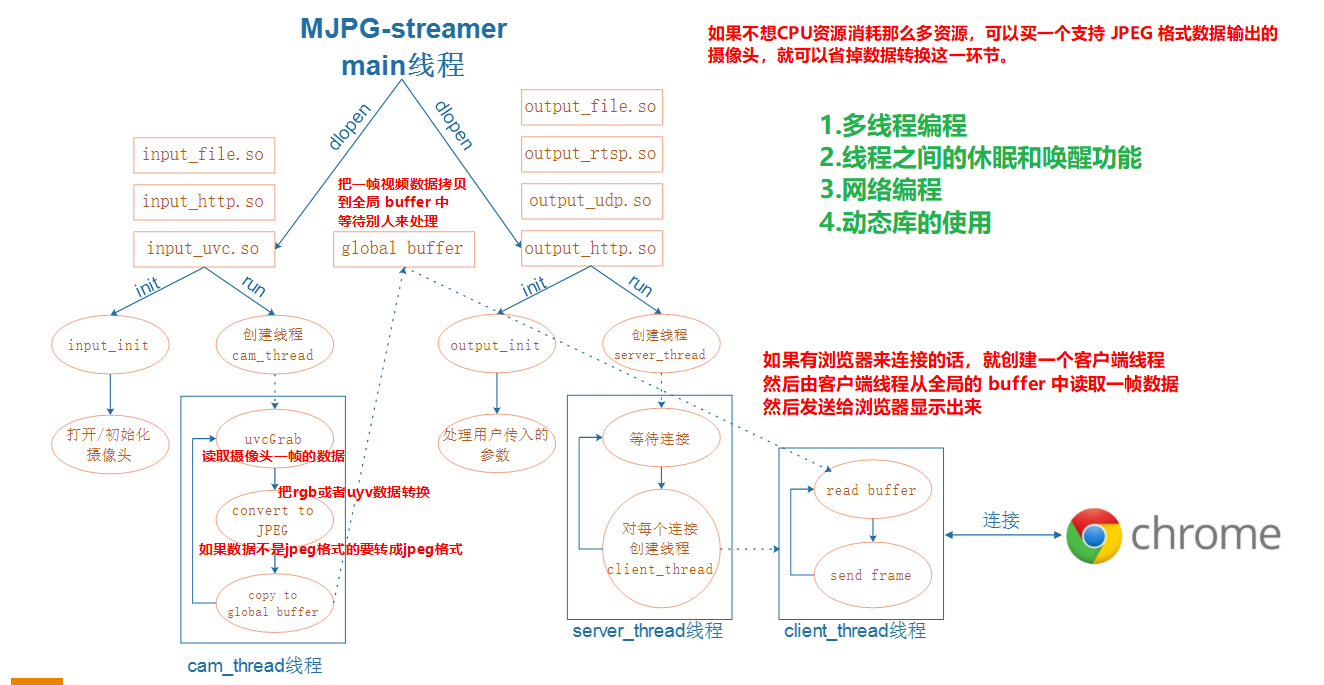 MJPG-streamer
main线程
如果不想CPU资源消耗那么多资源，可以买一个支持 JPEG 格式数据输出的
摄像头，就可以省掉数据转换这一环节。
dlopen
dlopen
output_file.so
output_rtsp.so
output_udp.so
output_http.so
input_file.so
input_http.so
input_uvc.so
把一帧视频数据拷贝
到全局 buffer 中
等待别人来处理
global buffer
1.多线程编程
2.线程之间的休眠和唤醒功能
3.网络编程
4.动态库的使用
init
run
init
run
input_init
创建线程
cam_thread
output_init
创建线程
server_thread
如果有浏览器来连接的话，就创建一个客户端线程
然后由客户端线程从全局的 buffer 中读取一帧数据
然后发送给浏览器显示出来
打开/初始化
摄像头
uvcGrab
读取摄像头一帧的数据
把rgb或者uyv数据转换
convert to
JPEG
如果数据不是jpeg格式的要转成jpeg格式
copy to
global buffer
cam_thread线程
处理用户传入的
参数
等待连接
对每个连接
创建线程
client_thread
server_thread线程
read buffer
send frame
client_thread线程
连接
chrome